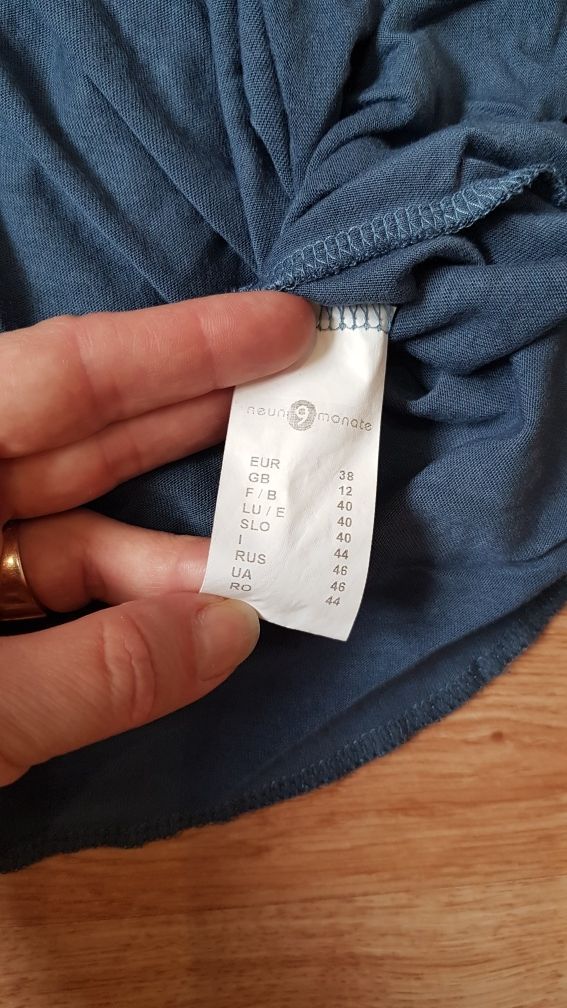 neun 9 monate
EUR 38
GB 12
F / B 40
LU / E 40
SLO 40
I 44
RUS 46
UA 46
RO 44